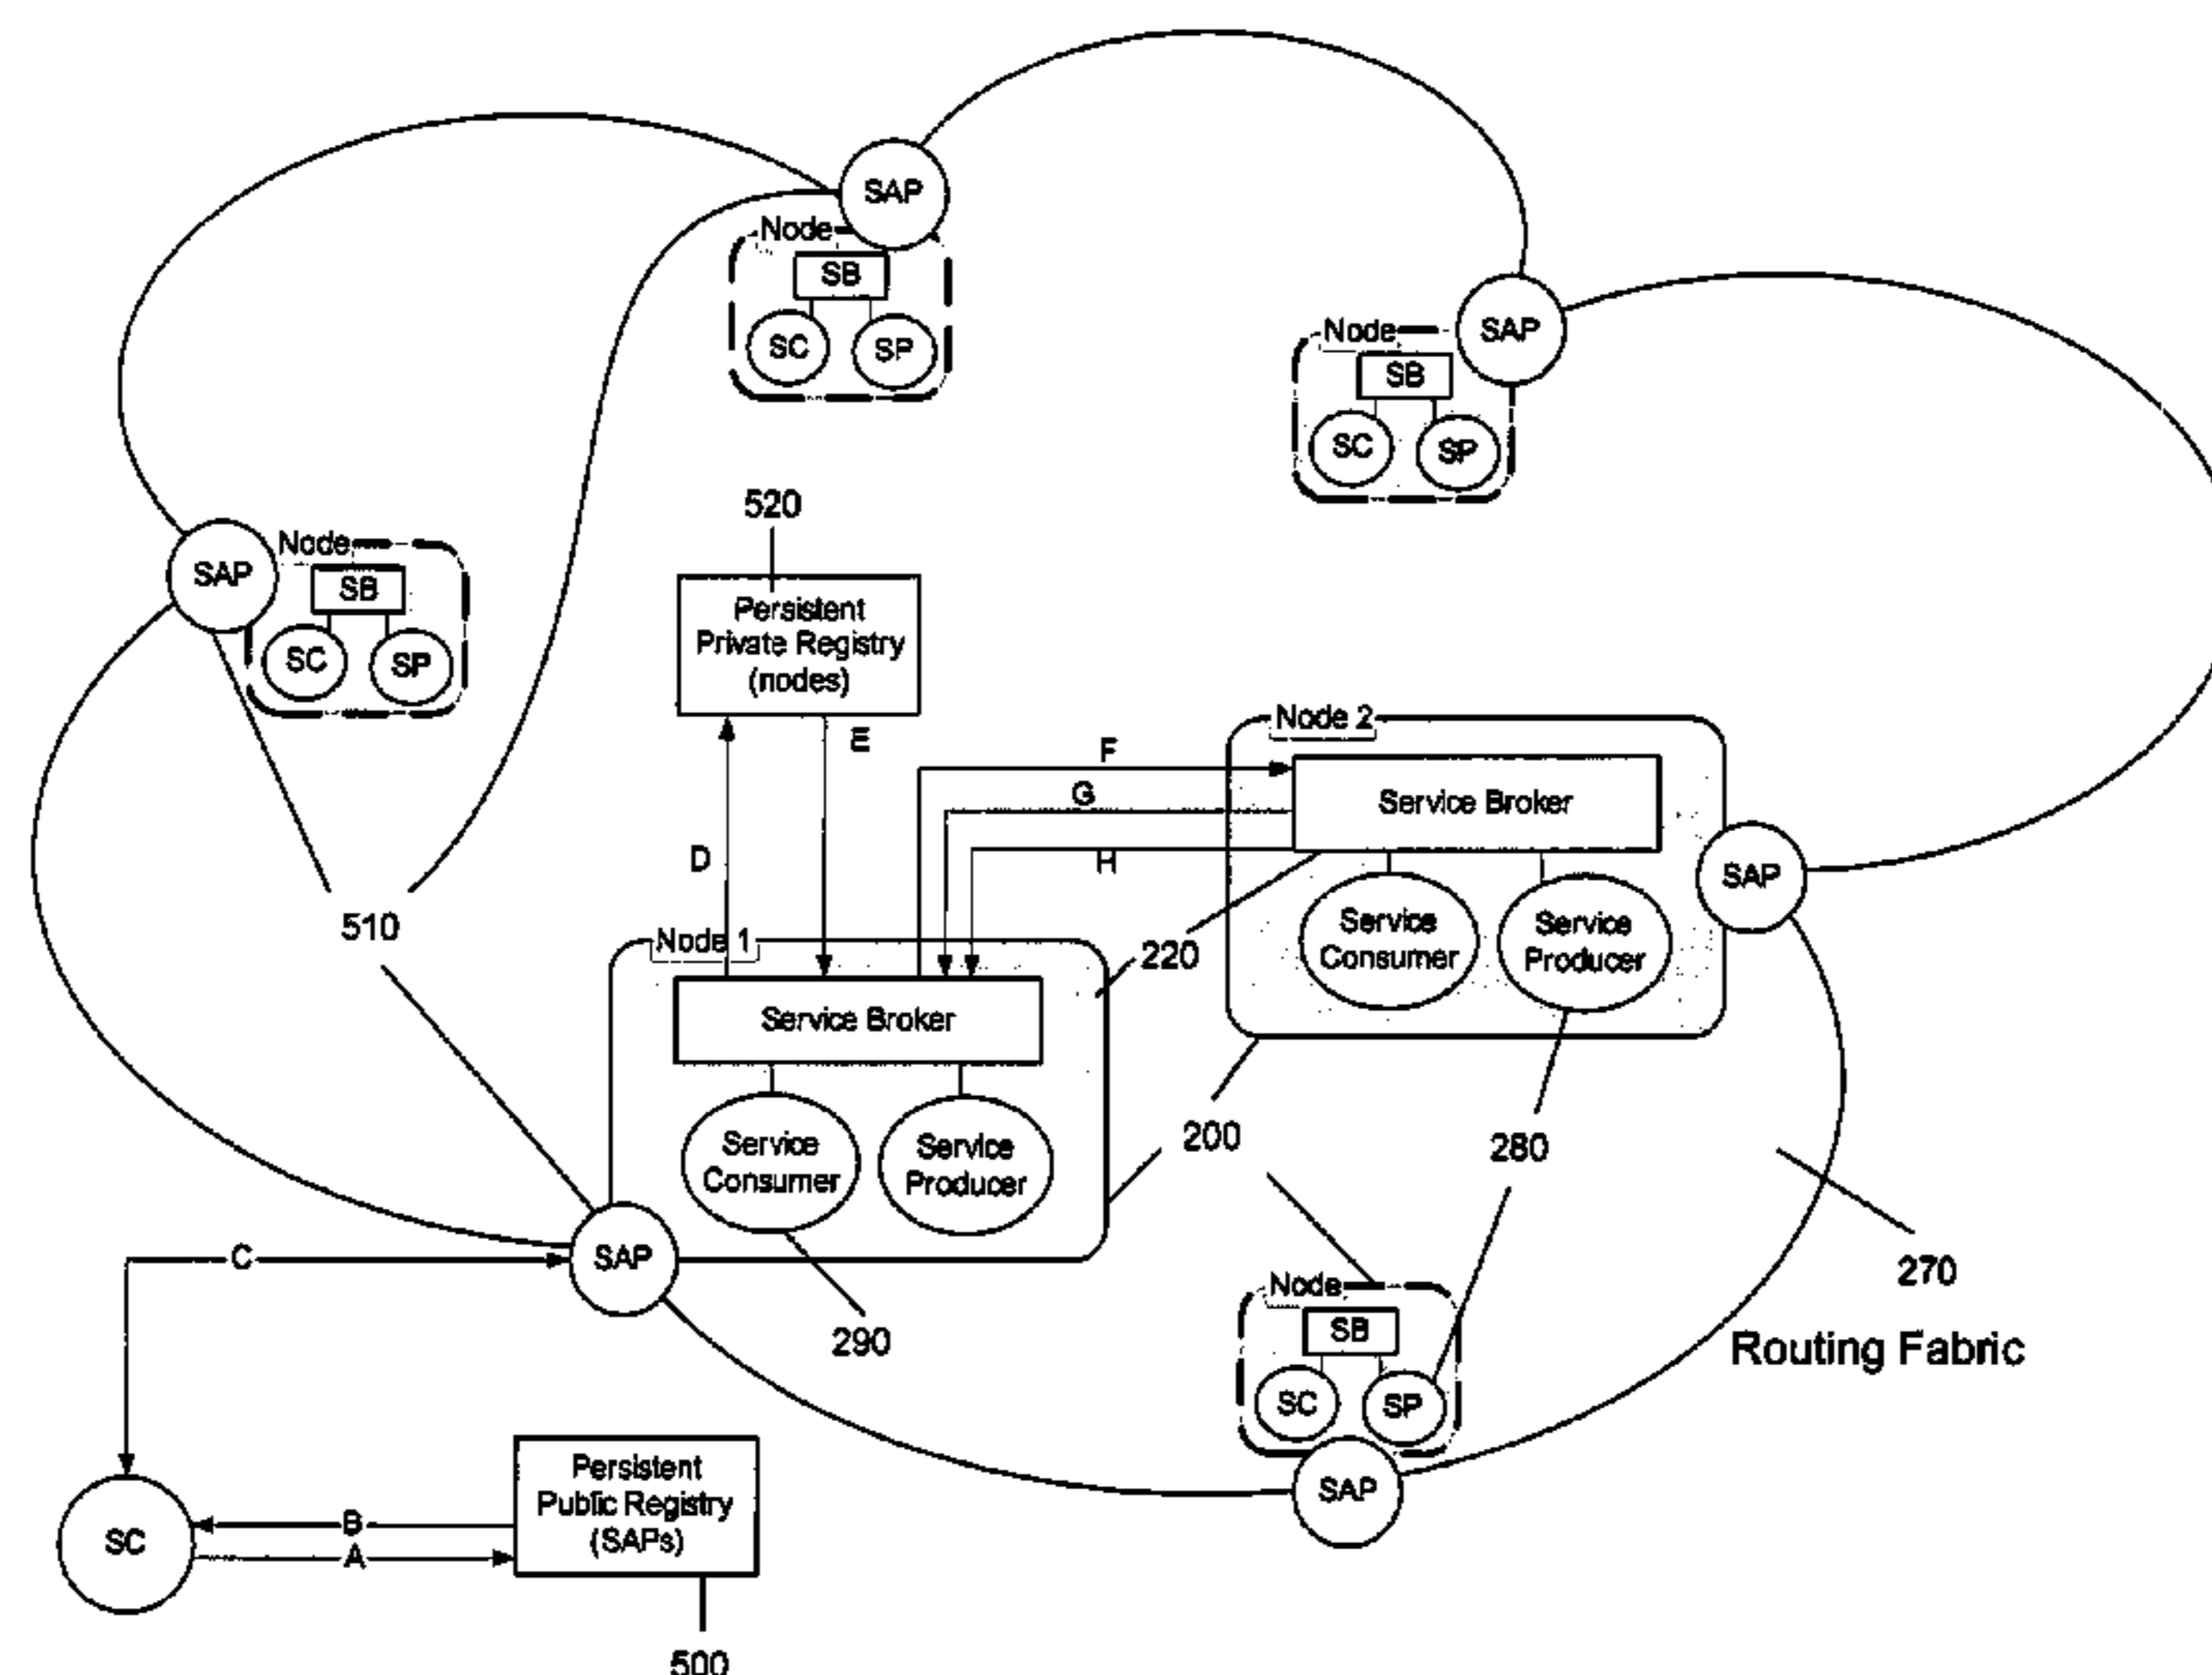 SAP
Node
SB
SC
SP
SAP
Node
SB
SC
SP
520
SAP
Node
SB
SC
SP
Persistent
Private Registry
(nodes)
E
D
F
G
H
Node 2
Service Broker
Service
Consumer
Service
Producer
SAP
510
220
Node 1
Service Broker
Service
Consumer
Service
Producer
200
280
270
SAP
C
290
Node
SB
SC
SP
SAP
Routing Fabric
SC
B
A
Persistent
Public Registry
(SAPs)
500